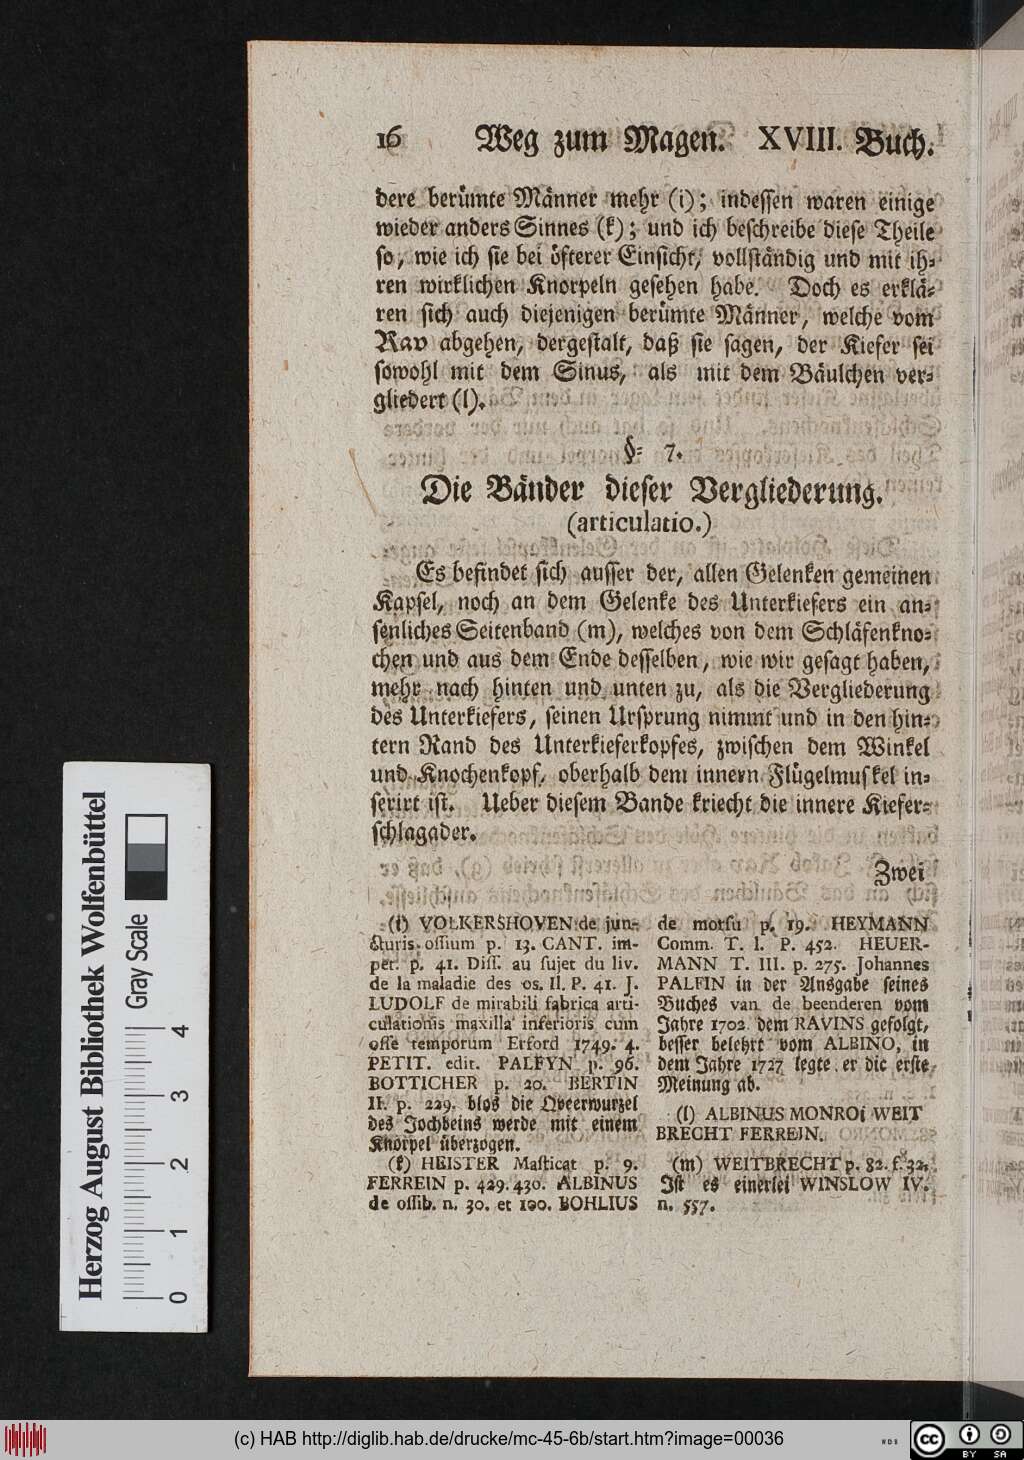 16 Weg zum Magen. XVIII. Buch.
dere berümte Männer mehr (i); indessen waren einige
wieder anders Sinnes (k); und ich beschreibe diese Theile
so, wie ich sie bei öfterer Einsicht, vollständig und mit ih-
ren wirklichen Knorpeln gesehen habe. Doch es erklä-
ren sich auch diejenigen berümte Männer, welche vom
Rav abgehen, dergestalt, daß sie sagen, der Kiefer sei
sowohl mit dem Sinus, als mit dem Bäulchen ver-
gliedert (l).
§. 7.
Die Bänder dieser Vergliederung.
(articulatio.)
Es befindet sich ausser der, allen Gelenken gemeinen
Kapsel, noch an dem Gelenke des Unterkiefers ein an-
senliches Seitenband (m), welches von dem Schläfenkno-
chen und aus dem Ende desselben, wie wir gesagt haben,
mehr nach hinten und unten zu, als die Vergliederung
des Unterkiefers, seinen Ursprung nimmt und in den hin-
tern Rand des Unterkieferkopfes, zwischen dem Winkel
und Knochenkopf, oberhalb dem innern Flügelmuskel in-
serirt ist. Ueber diesem Bande kriecht die innere Kiefer-
schlagader.
Zwei
(i) VOLKERSHOVEN de jun-
cturis ossium p. 13. CANT. im-
per. p. 41. Diss. au sujet du liv.
de la maladie des os. II. P. 41. J.
LUDOLF de mirabili fabrica arti-
culationis maxilla inferioris cum
osse temporum Erford 1749. 4.
PETIT. edit. PALFYN p. 96.
BOTTICHER p. 20. BERTIN
II. p. 229. blos die Qveerwurzel
des Jochbeins werde mit einem
Knorpel überzogen.
(k) HEISTER Masticat p. 9.
FERREIN p. 429. 430. ALBINUS
de ossib. n. 30. et 100. BOHLIUS
de morsu p. 19. HEYMANN
Comm. T. I. P. 452. HEUER-
MANN T. III. p. 275. Johannes
PALFIN in der Ausgabe seines
Buches van de beenderen vom
Jahre 1702 dem RAVINS gefolgt,
besser belehrt vom ALBINO, in
dem Jahre 1727 legte er die erste
Meinung ab.
(l) ALBINUS MONROi WEIT
BRECHT FERREIN.
(m) WEITBRECHT p. 82. f. 32.
Ist es einerlei WINSLOW IV.
n. 557.
Herzog August Bibliothek Wolfenbüttel
Gray Scale
0 1 2 3 4
(c) HAB http://diglib.hab.de/drucke/mc-45-6b/start.htm?image=00036
WDB
cc BY SA